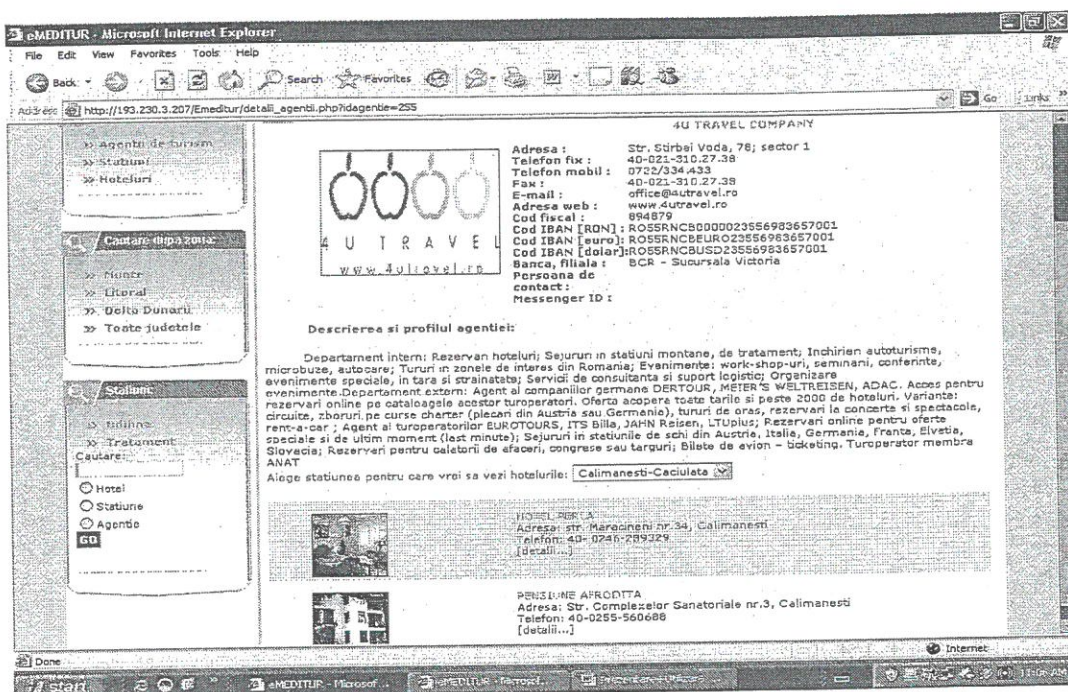 eMEDITUR - Microsoft Internet Explorer
File Edit View Favorites Tools Help
Back Search Favorites
Address http://193.230.3.207/Emeditur/detalii_agentii.php?idagentie=255 Go Links
>> Agentii de turism
>> Statiuni
>> Hoteluri
Cautare dupa zona:
>> Munte
>> Litoral
>> Delta Dunarii
>> Toate judetele
Statiuni:
>> Tratament
Cautare:
Hotel
Statiune
Agentie
GO
4U TRAVEL
www.4utravel.ro
4U TRAVEL COMPANY
Adresa : Str. Stirbei Voda, 78; sector 1
Telefon fix : 40-021-310.27.38
Telefon mobil : 0722/334.433
Fax : 40-021-310.27.39
E-mail : office@4utravel.ro
Adresa web : www.4utravel.ro
Cod fiscal : 894879
Cod IBAN [RON] : RO55RNCB0000023556983657001
Cod IBAN [euro]: RO55RNCBEURO23556983657001
Cod IBAN [dolar]:RO55RNCBUSD23556983657001
Banca, filiala : BCR - Sucursala Victoria
Persoana de
contact :
Messenger ID :
Descrierea si profilul agentiei:
Departament intern: Rezervari hoteluri; Sejururi in statiuni montane, de tratament; Inchirieri autoturisme,
microbuze, autocare; Tururi in zonele de interes din Romania; Evenimente: work-shop-uri, seminarii, conferinte,
evenimente speciale, in tara si strainatate; Servicii de consultanta si suport logistic; Organizare
evenimente.Departament extern: Agent al companiilor germane DERTOUR, MEIER'S WELTREISEN, ADAC. Acces pentru
rezervari online pe cataloagele acestor turoperatori. Oferta acopera toate tarile si peste 2000 de hoteluri. Variante:
circuite, zboruri pe curse charter (plecari din Austria sau Germania), tururi de oras, rezervari la concerte si spectacole,
rent-a-car ; Agent al turoperatorilor EUROTOURS, ITS Billa, JAHN Reisen, LTUplus; Rezervari online pentru oferte
speciale si de ultim moment (last minute); Sejururi in statiunile de schi din Austria, Italia, Germania, Franta, Elvetia,
Slovacia; Rezervari pentru calatorii de afaceri, congrese sau targuri; Bilete de avion – ticketing. Turoperator membra
ANAT
Alege statiunea pentru care vrei sa vezi hotelurile: Calimanesti-Caciulata
HOTEL PERLA
Adresa: str. Maracineni nr.34, Calimanesti
Telefon: 40- 0246-289329
[detalii...]
PENSIUNE AFRODITA
Adresa: Str. Complexelor Sanatoriale nr.3, Calimanesti
Telefon: 40-0255-560688
[detalii...]
Done Internet
start eMEDITUR - Microsof... eMEDITUR - Microsof...